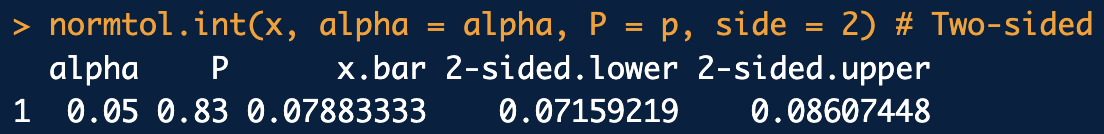 > normtol.int(x, alpha = alpha, P = p, side = 2) # Two-sided
alpha P x.bar 2-sided.lower 2-sided.upper
1 0.05 0.83 0.07883333 0.07159219 0.08607448